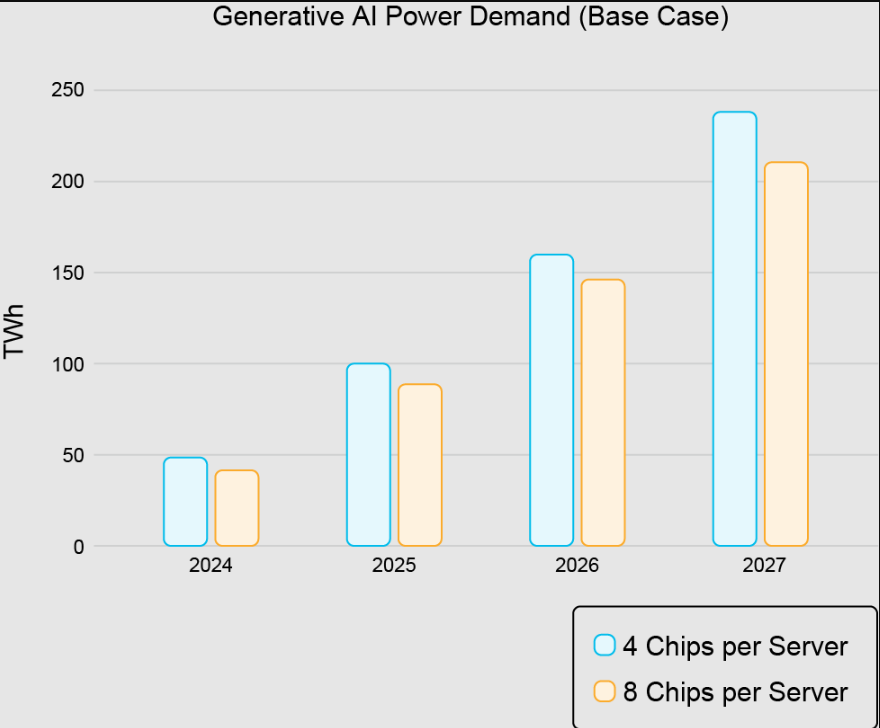 Generative AI Power Demand (Base Case)
250
200
150
100
50
0
TWh
2024 2025 2026 2027
4 Chips per Server
8 Chips per Server